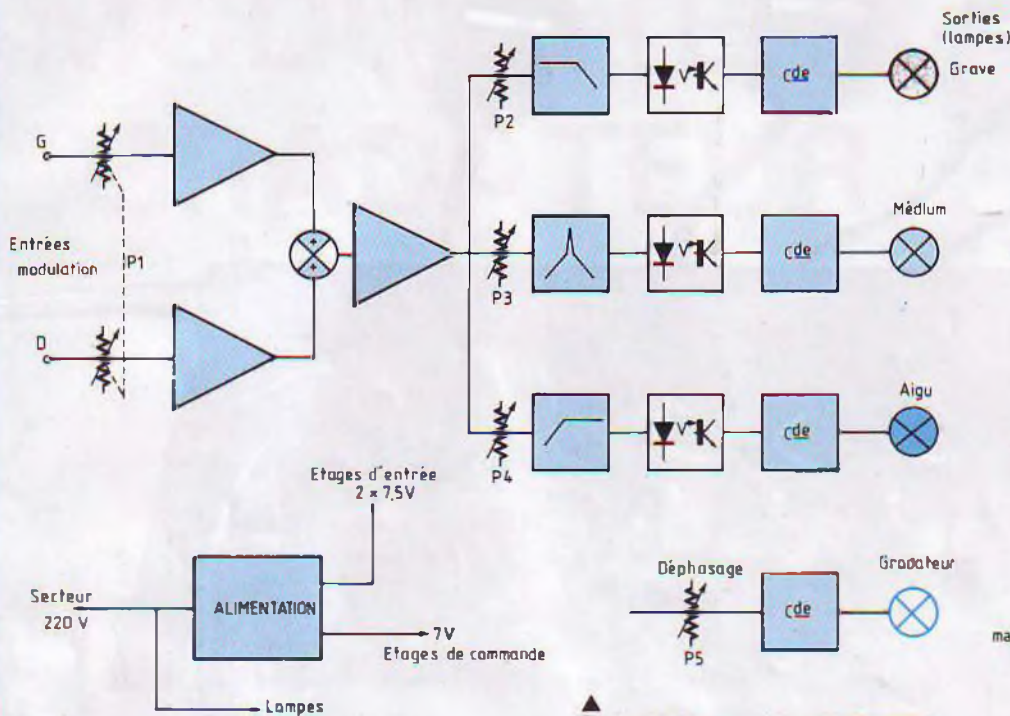 Sorties
(lampes)
Grave
P2
cde
G
Médium
Entrées
modulation
P1
+
+
P3
cde
D
Aigu
P4
cde
Etages d'entrée
2 × 7,5V
Déphasage
Gradateur
Secteur
220 V
ALIMENTATION
7V
Etages de commande
P5
cde
ma
Lampes